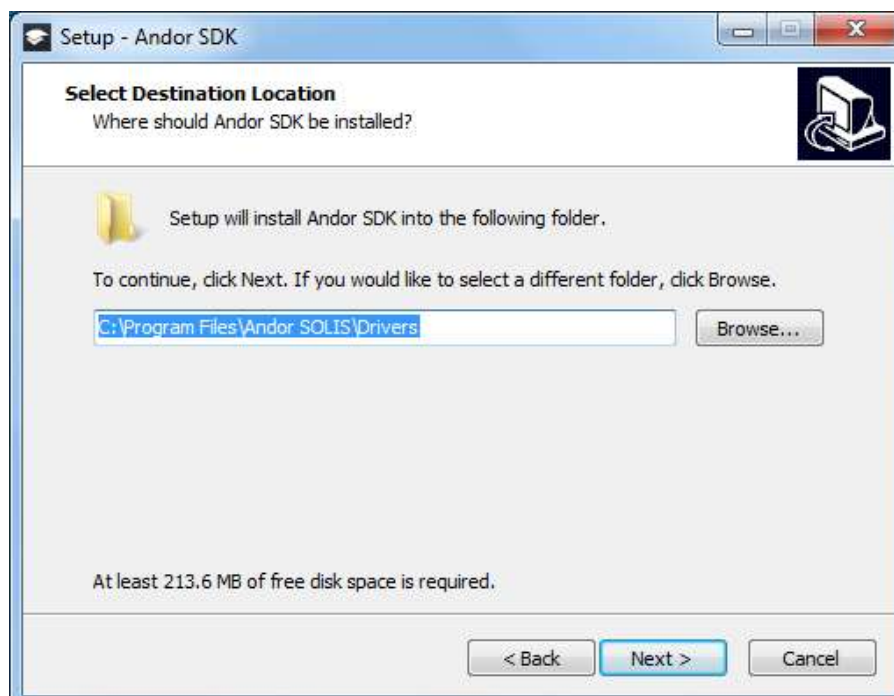 Setup - Andor SDK
Select Destination Location
Where should Andor SDK be installed?
Setup will install Andor SDK into the following folder.
To continue, click Next. If you would like to select a different folder, click Browse.
C:\Program Files\Andor SOLIS\Drivers
Browse...
At least 213.6 MB of free disk space is required.
< Back
Next >
Cancel